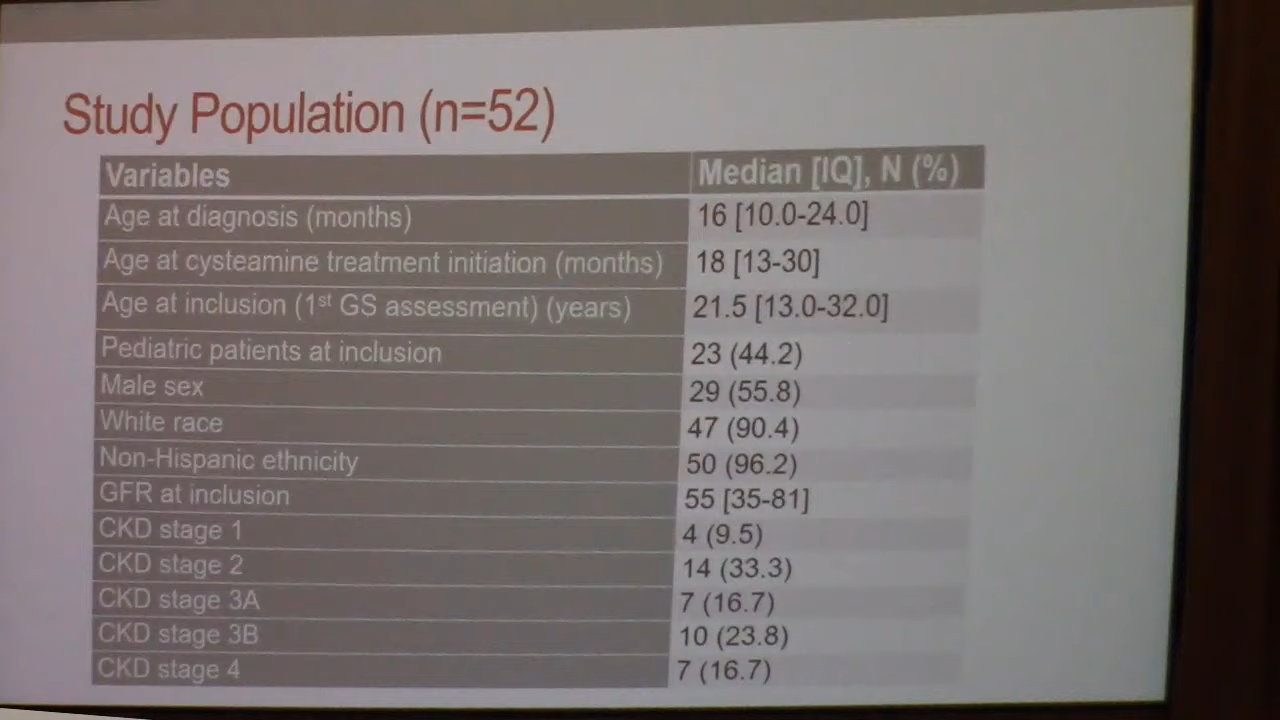 Study Population (n=52)
Variables Median [IQ], N (%)
Age at diagnosis (months) 16 [10.0-24.0]
Age at cysteamine treatment initiation (months) 18 [13-30]
Age at inclusion (1st GS assessment) (years) 21.5 [13.0-32.0]
Pediatric patients at inclusion 23 (44.2)
Male sex 29 (55.8)
White race 47 (90.4)
Non-Hispanic ethnicity 50 (96.2)
GFR at inclusion 55 [35-81]
CKD stage 1 4 (9.5)
CKD stage 2 14 (33.3)
CKD stage 3A 7 (16.7)
CKD stage 3B 10 (23.8)
CKD stage 4 7 (16.7)